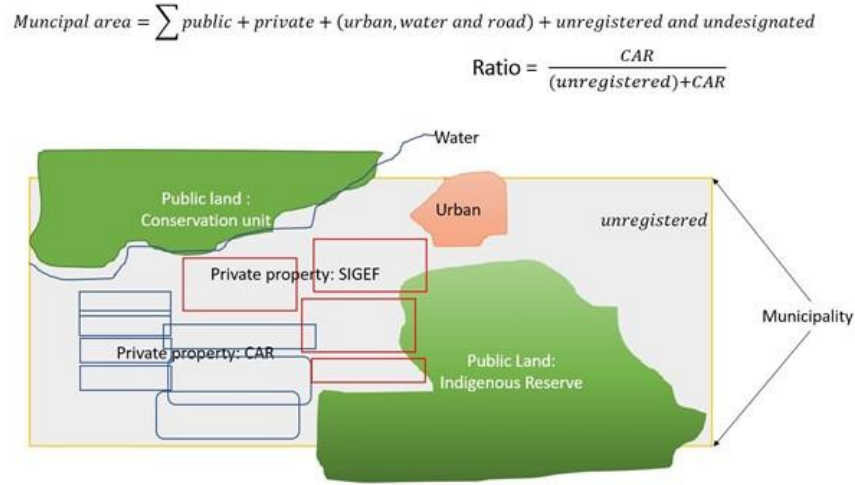 Muncipal area = ∑ public + private + (urban, water and road) + unregistered and undesignated
Ratio = CAR / (unregistered)+CAR
Water
Public land :
Conservation unit
Urban
unregistered
Private property: SIGEF
Municipality
Private property: CAR
Public Land:
Indigenous Reserve